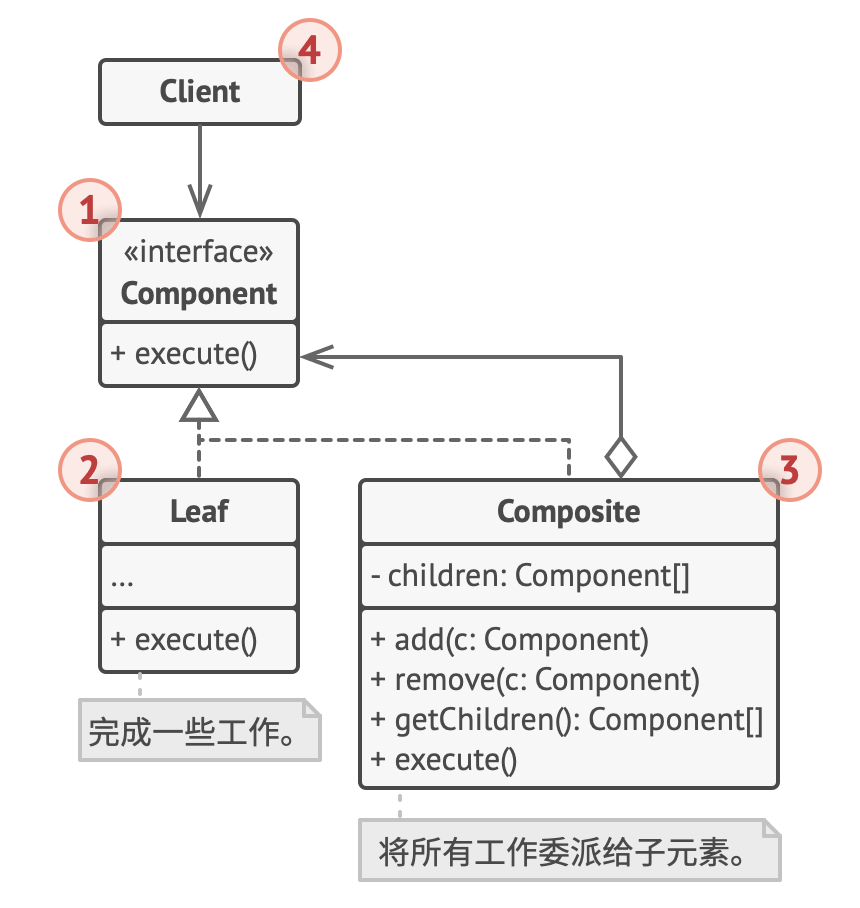 4
Client
1
«interface»
Component
+ execute()
2
Leaf
...
+ execute()
完成一些工作。
3
Composite
- children: Component[]
+ add(c: Component)
+ remove(c: Component)
+ getChildren(): Component[]
+ execute()
将所有工作委派给子元素。